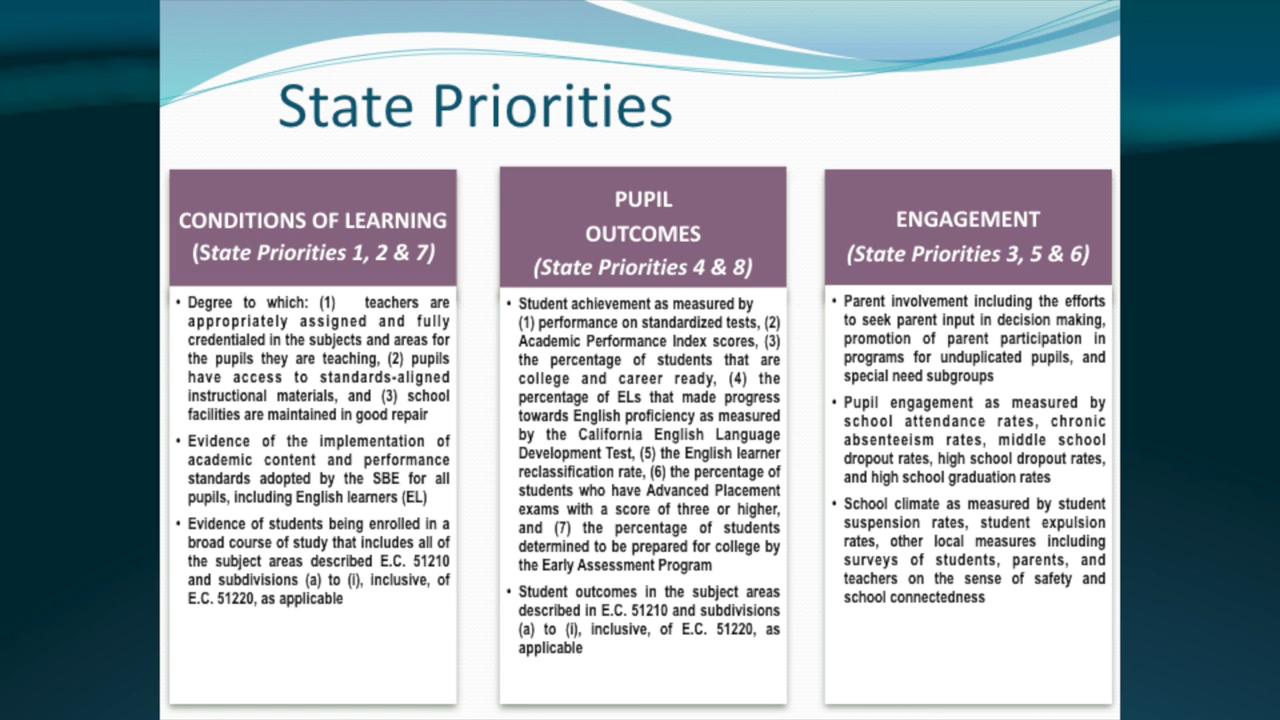 State Priorities
CONDITIONS OF LEARNING
(State Priorities 1, 2 & 7)
• Degree to which: (1) teachers are
appropriately assigned and fully
credentialed in the subjects and areas for
the pupils they are teaching, (2) pupils
have access to standards-aligned
instructional materials, and (3) school
facilities are maintained in good repair
• Evidence of the implementation of
academic content and performance
standards adopted by the SBE for all
pupils, including English learners (EL)
• Evidence of students being enrolled in a
broad course of study that includes all of
the subject areas described E.C. 51210
and subdivisions (a) to (i), inclusive, of
E.C. 51220, as applicable
PUPIL
OUTCOMES
(State Priorities 4 & 8)
• Student achievement as measured by
(1) performance on standardized tests, (2)
Academic Performance Index scores, (3)
the percentage of students that are
college and career ready, (4) the
percentage of ELs that made progress
towards English proficiency as measured
by the California English Language
Development Test, (5) the English learner
reclassification rate, (6) the percentage of
students who have Advanced Placement
exams with a score of three or higher,
and (7) the percentage of students
determined to be prepared for college by
the Early Assessment Program
• Student outcomes in the subject areas
described in E.C. 51210 and subdivisions
(a) to (i), inclusive, of E.C. 51220, as
applicable
ENGAGEMENT
(State Priorities 3, 5 & 6)
• Parent involvement including the efforts
to seek parent input in decision making,
promotion of parent participation in
programs for unduplicated pupils, and
special need subgroups
• Pupil engagement as measured by
school attendance rates, chronic
absenteeism rates, middle school
dropout rates, high school dropout rates,
and high school graduation rates
• School climate as measured by student
suspension rates, student expulsion
rates, other local measures including
surveys of students, parents, and
teachers on the sense of safety and
school connectedness